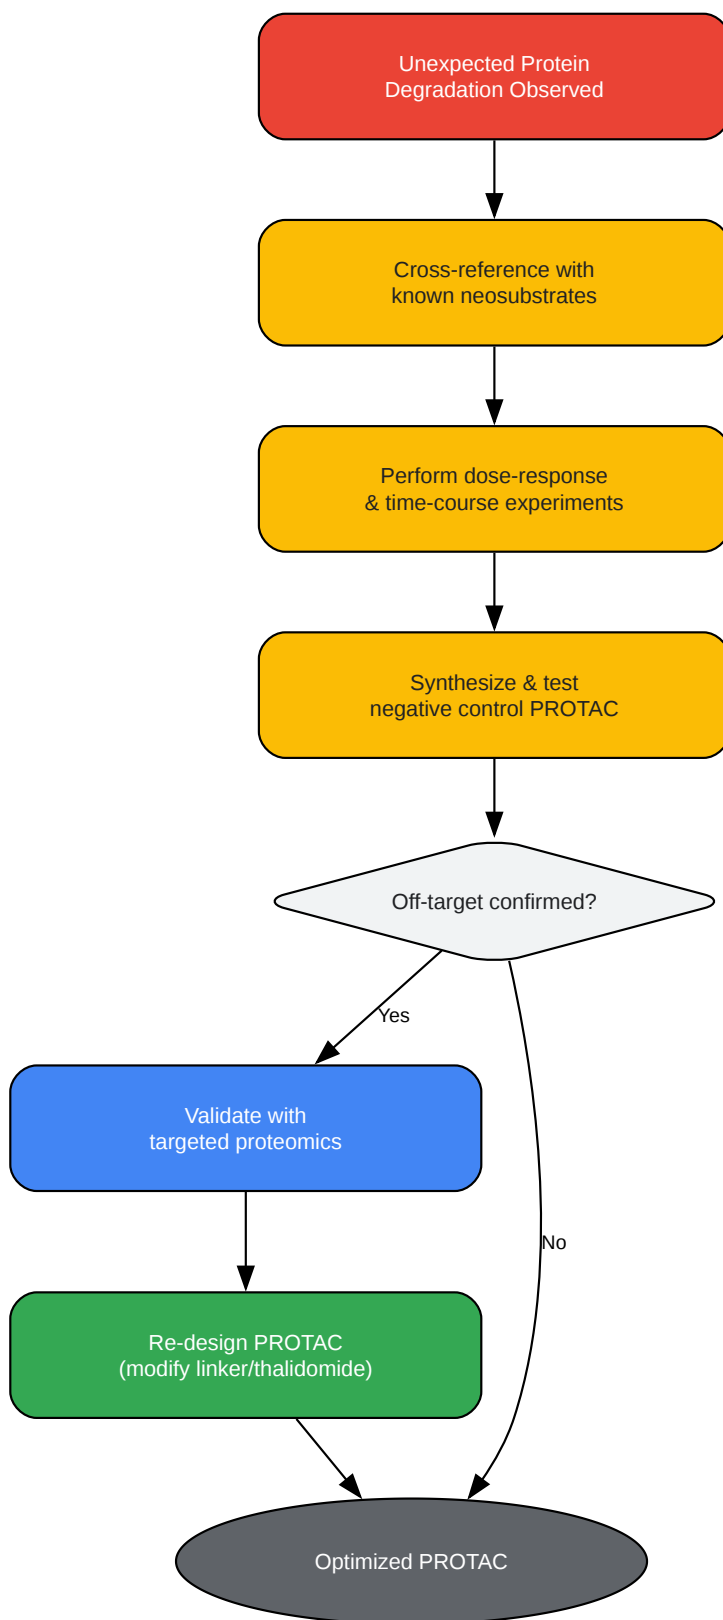 Unexpected Protein
Degradation Observed
Cross-reference with
known neosubstrates
Perform dose-response
& time-course experiments
Synthesize & test
negative control PROTAC
Off-target confirmed?
Yes
Validate with
targeted proteomics
No
Re-design PROTAC
(modify linker/thalidomide)
Optimized PROTAC